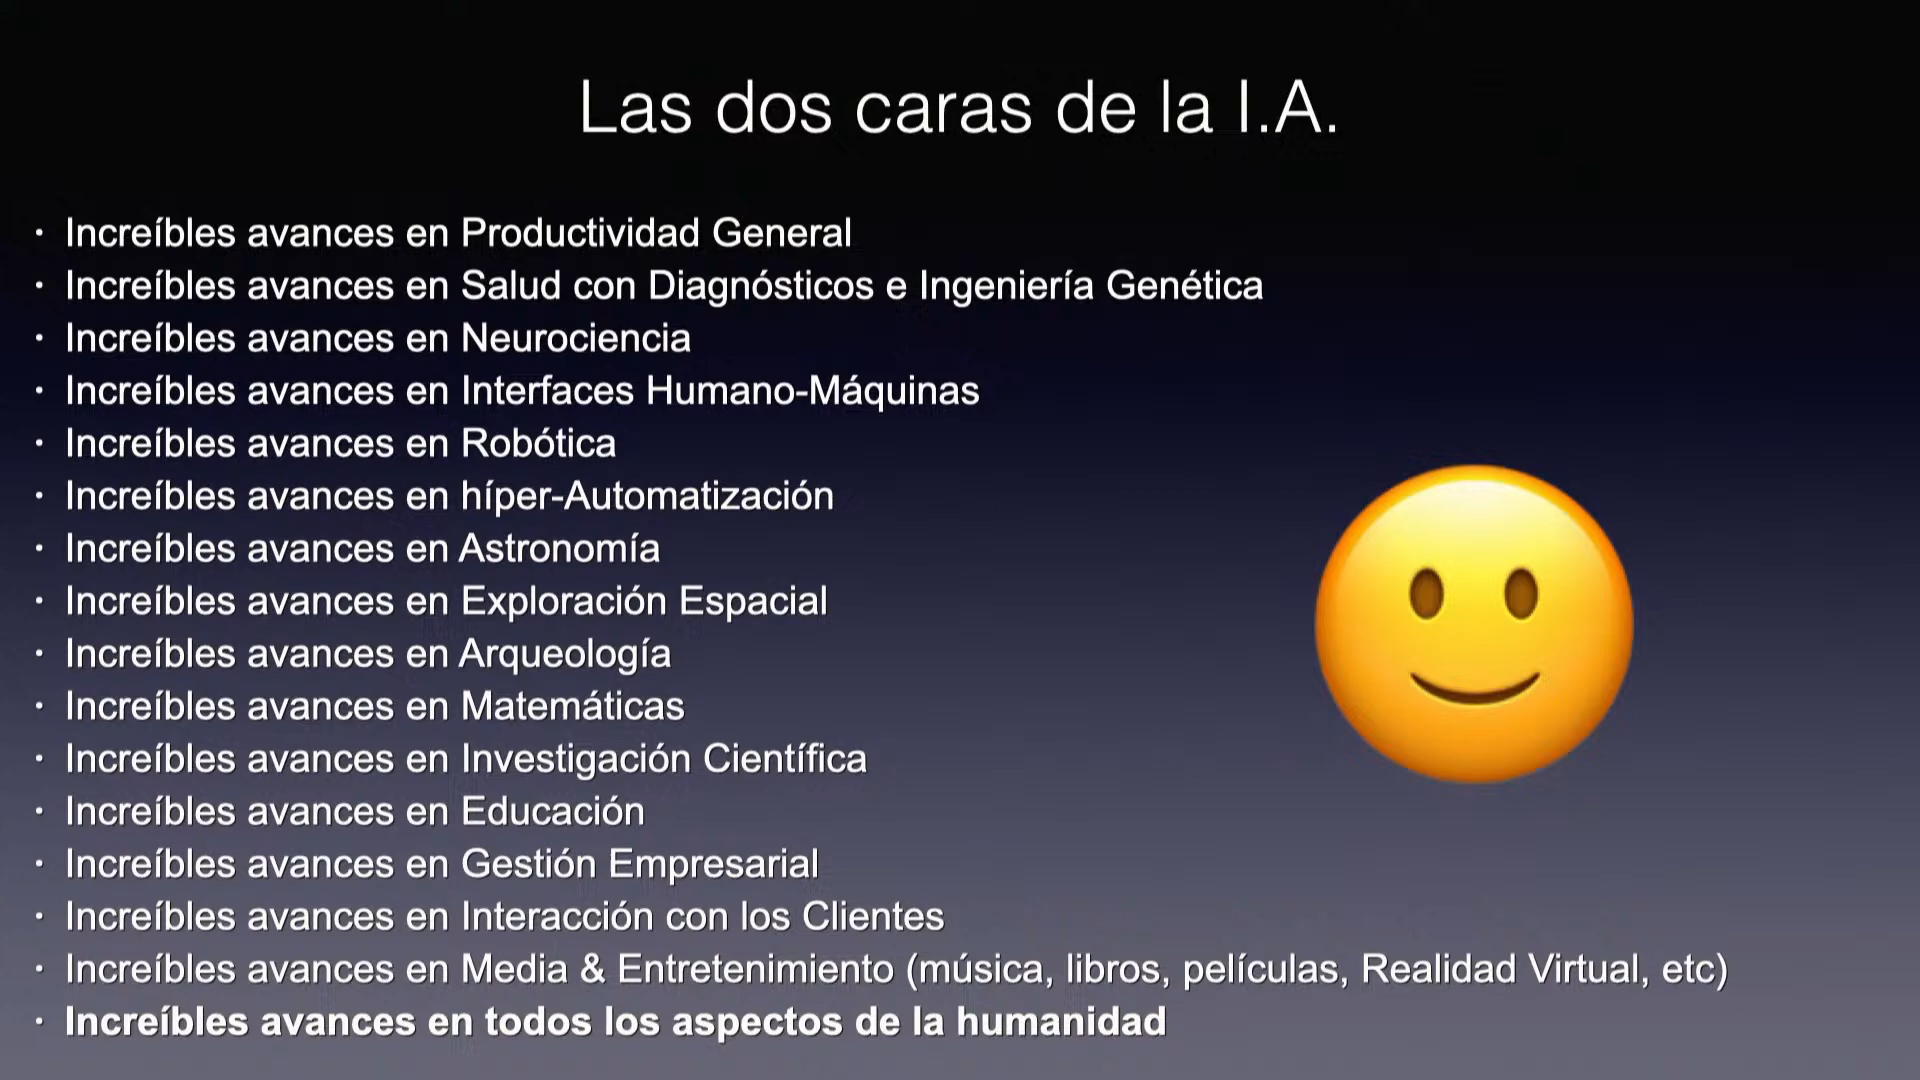 Las dos caras de la I.A.
· Increíbles avances en Productividad General
· Increíbles avances en Salud con Diagnósticos e Ingeniería Genética
· Increíbles avances en Neurociencia
· Increíbles avances en Interfaces Humano-Máquinas
· Increíbles avances en Robótica
· Increíbles avances en híper-Automatización
· Increíbles avances en Astronomía
· Increíbles avances en Exploración Espacial
· Increíbles avances en Arqueología
· Increíbles avances en Matemáticas
· Increíbles avances en Investigación Científica
· Increíbles avances en Educación
· Increíbles avances en Gestión Empresarial
· Increíbles avances en Interacción con los Clientes
· Increíbles avances en Media & Entretenimiento (música, libros, películas, Realidad Virtual, etc)
· Increíbles avances en todos los aspectos de la humanidad